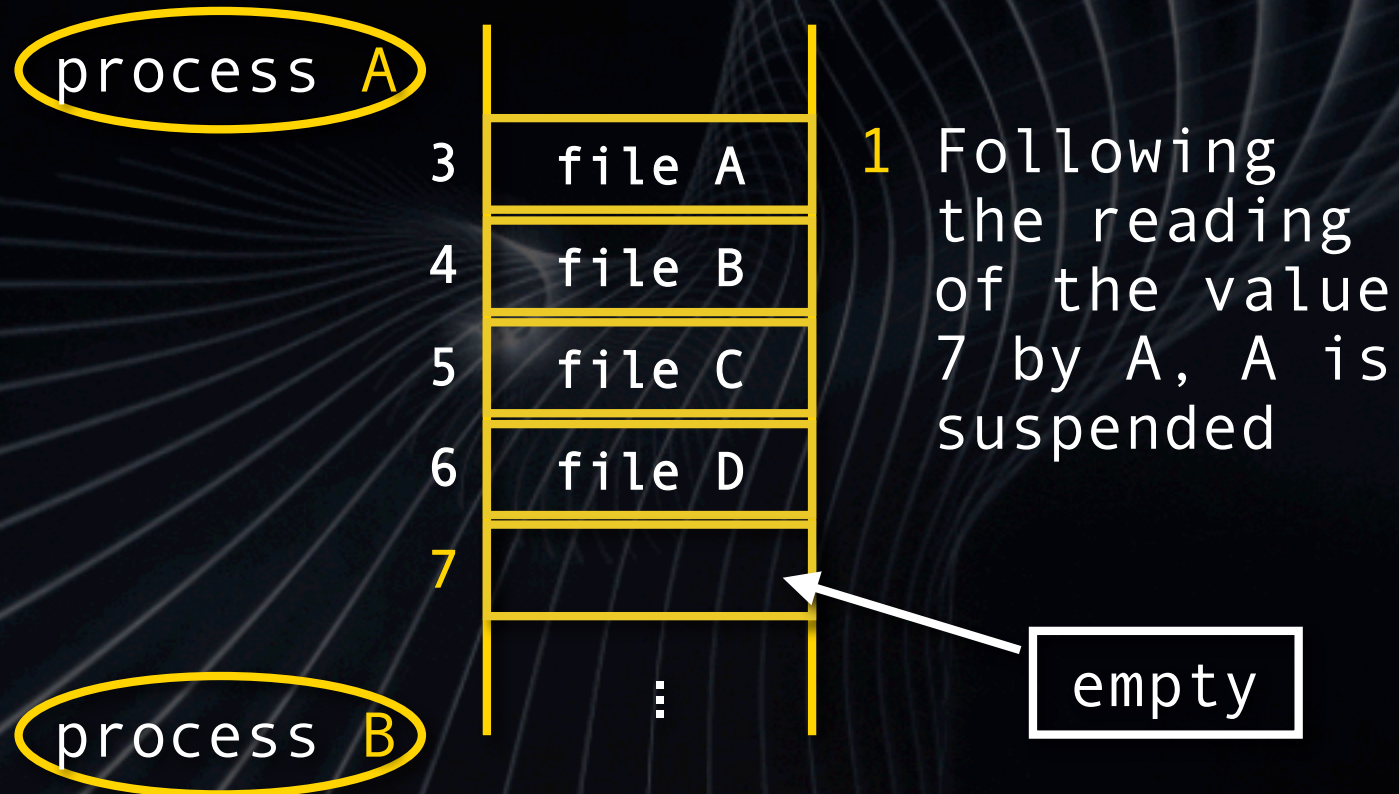 process A
3 file A
4 file B
5 file C
6 file D
7
⋮
process B
1 Following
the reading
of the value
7 by A, A is
suspended
empty